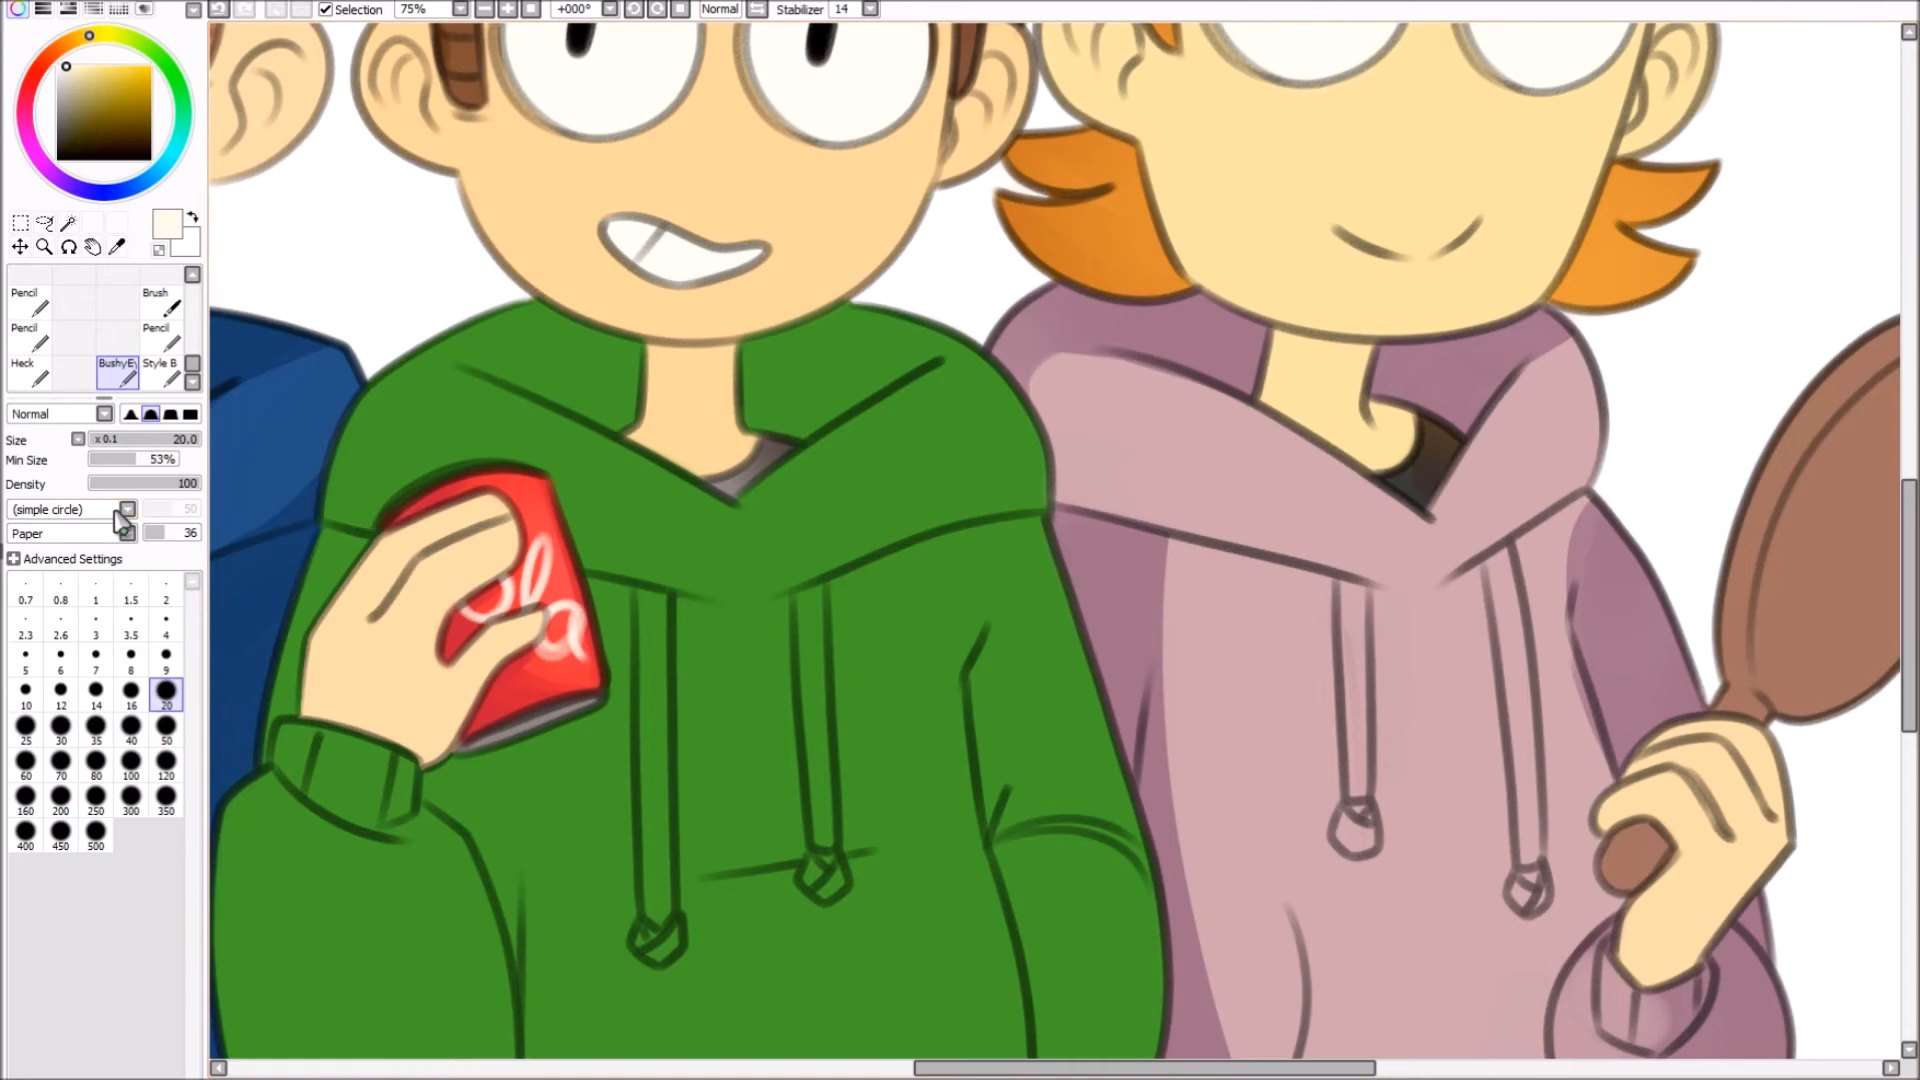 Selection 75% +000° Normal Stabilizer 14
Pencil Brush
Pencil Pencil
Heck BushyE Style B
Normal
Size x 0.1 20.0
Min Size 53%
Density 100
(simple circle) 50
Paper 36
Advanced Settings
0.7 0.8 1 1.5 2
2.3 2.6 3 3.5 4
5 6 7 8 9
10 12 14 16 20
25 30 35 40 50
60 70 80 100 120
160 200 250 300 350
400 450 500
ola